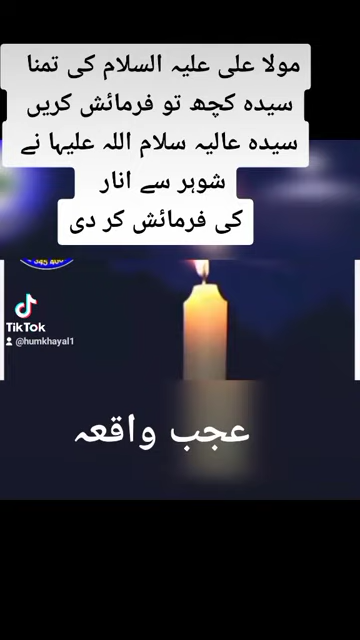 مولا علی علیہ السلام کی تمنا
سیدہ کچھ تو فرمائش کریں
سیدہ عالیہ سلام اللہ علیہا نے
شوہر سے انار
کی فرمائش کر دی
TikTok
@humkhayal1
عجب واقعہ